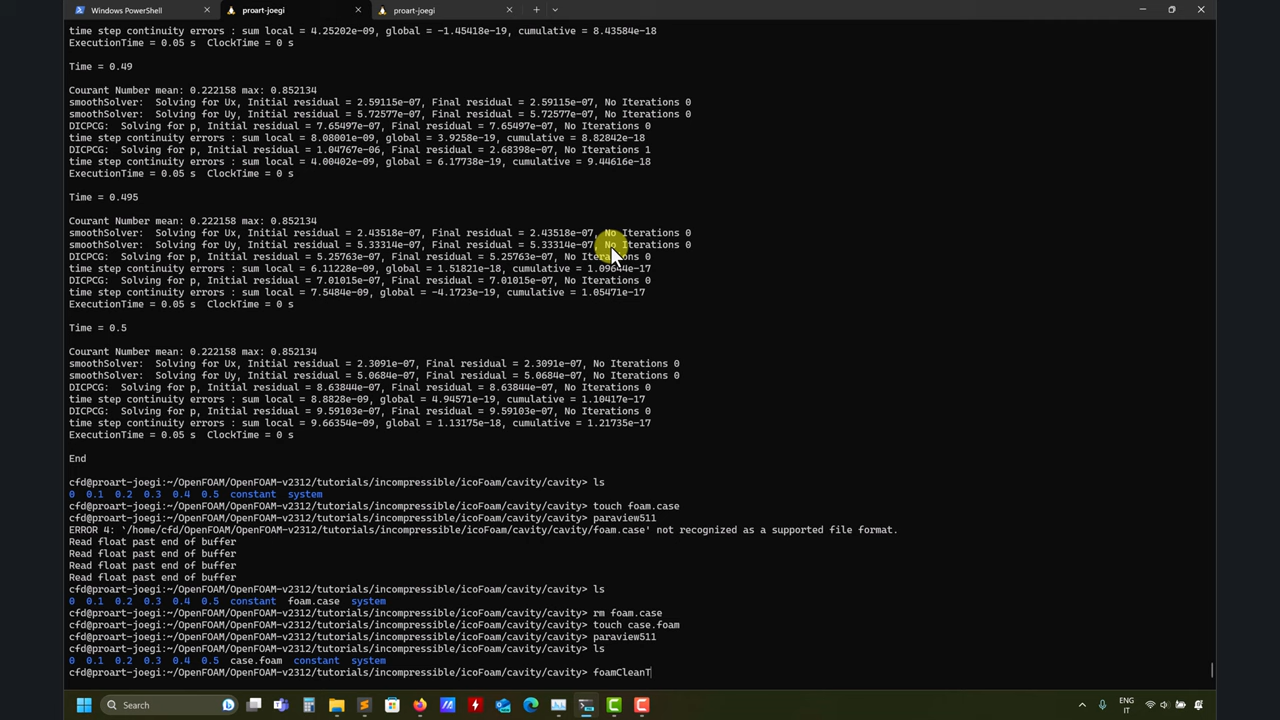 Windows PowerShell
proart-joegi
proart-joegi
time step continuity errors : sum local = 4.25202e-09, global = -1.45418e-19, cumulative = 8.43584e-18
ExecutionTime = 0.05 s  ClockTime = 0 s
Time = 0.49
Courant Number mean: 0.222158 max: 0.852134
smoothSolver:  Solving for Ux, Initial residual = 2.59115e-07, Final residual = 2.59115e-07, No Iterations 0
smoothSolver:  Solving for Uy, Initial residual = 5.72577e-07, Final residual = 5.72577e-07, No Iterations 0
DICPCG:  Solving for p, Initial residual = 7.65497e-07, Final residual = 7.65497e-07, No Iterations 0
time step continuity errors : sum local = 8.08001e-09, global = 3.9258e-19, cumulative = 8.82842e-18
DICPCG:  Solving for p, Initial residual = 1.04767e-06, Final residual = 2.68398e-07, No Iterations 1
time step continuity errors : sum local = 4.00402e-09, global = 6.17738e-19, cumulative = 9.44616e-18
ExecutionTime = 0.05 s  ClockTime = 0 s
Time = 0.495
Courant Number mean: 0.222158 max: 0.852134
smoothSolver:  Solving for Ux, Initial residual = 2.43518e-07, Final residual = 2.43518e-07, No Iterations 0
smoothSolver:  Solving for Uy, Initial residual = 5.33314e-07, Final residual = 5.33314e-07, No Iterations 0
DICPCG:  Solving for p, Initial residual = 5.25763e-07, Final residual = 5.25763e-07, No Iterations 0
time step continuity errors : sum local = 6.11228e-09, global = 1.51821e-18, cumulative = 1.09644e-17
DICPCG:  Solving for p, Initial residual = 7.01015e-07, Final residual = 7.01015e-07, No Iterations 0
time step continuity errors : sum local = 7.5484e-09, global = -4.1723e-19, cumulative = 1.05471e-17
ExecutionTime = 0.05 s  ClockTime = 0 s
Time = 0.5
Courant Number mean: 0.222158 max: 0.852134
smoothSolver:  Solving for Ux, Initial residual = 2.3091e-07, Final residual = 2.3091e-07, No Iterations 0
smoothSolver:  Solving for Uy, Initial residual = 5.0684e-07, Final residual = 5.0684e-07, No Iterations 0
DICPCG:  Solving for p, Initial residual = 8.63844e-07, Final residual = 8.63844e-07, No Iterations 0
time step continuity errors : sum local = 8.8828e-09, global = 4.94571e-19, cumulative = 1.10417e-17
DICPCG:  Solving for p, Initial residual = 9.59103e-07, Final residual = 9.59103e-07, No Iterations 0
time step continuity errors : sum local = 9.66354e-09, global = 1.13175e-18, cumulative = 1.21735e-17
ExecutionTime = 0.05 s  ClockTime = 0 s
End
cfd@proart-joegi:~/OpenFOAM/OpenFOAM-v2312/tutorials/incompressible/icoFoam/cavity/cavity> ls
0  0.1  0.2  0.3  0.4  0.5  constant  system
cfd@proart-joegi:~/OpenFOAM/OpenFOAM-v2312/tutorials/incompressible/icoFoam/cavity/cavity> touch foam.case
cfd@proart-joegi:~/OpenFOAM/OpenFOAM-v2312/tutorials/incompressible/icoFoam/cavity/cavity> paraview511
ERROR 4: `/home/cfd/OpenFOAM/OpenFOAM-v2312/tutorials/incompressible/icoFoam/cavity/cavity/foam.case' not recognized as a supported file format.
Read float past end of buffer
Read float past end of buffer
Read float past end of buffer
Read float past end of buffer
cfd@proart-joegi:~/OpenFOAM/OpenFOAM-v2312/tutorials/incompressible/icoFoam/cavity/cavity> ls
0  0.1  0.2  0.3  0.4  0.5  constant  foam.case  system
cfd@proart-joegi:~/OpenFOAM/OpenFOAM-v2312/tutorials/incompressible/icoFoam/cavity/cavity> rm foam.case
cfd@proart-joegi:~/OpenFOAM/OpenFOAM-v2312/tutorials/incompressible/icoFoam/cavity/cavity> touch case.foam
cfd@proart-joegi:~/OpenFOAM/OpenFOAM-v2312/tutorials/incompressible/icoFoam/cavity/cavity> paraview511
cfd@proart-joegi:~/OpenFOAM/OpenFOAM-v2312/tutorials/incompressible/icoFoam/cavity/cavity> ls
0  0.1  0.2  0.3  0.4  0.5  case.foam  constant  system
cfd@proart-joegi:~/OpenFOAM/OpenFOAM-v2312/tutorials/incompressible/icoFoam/cavity/cavity> foamCleanT
Search
ENG
IT